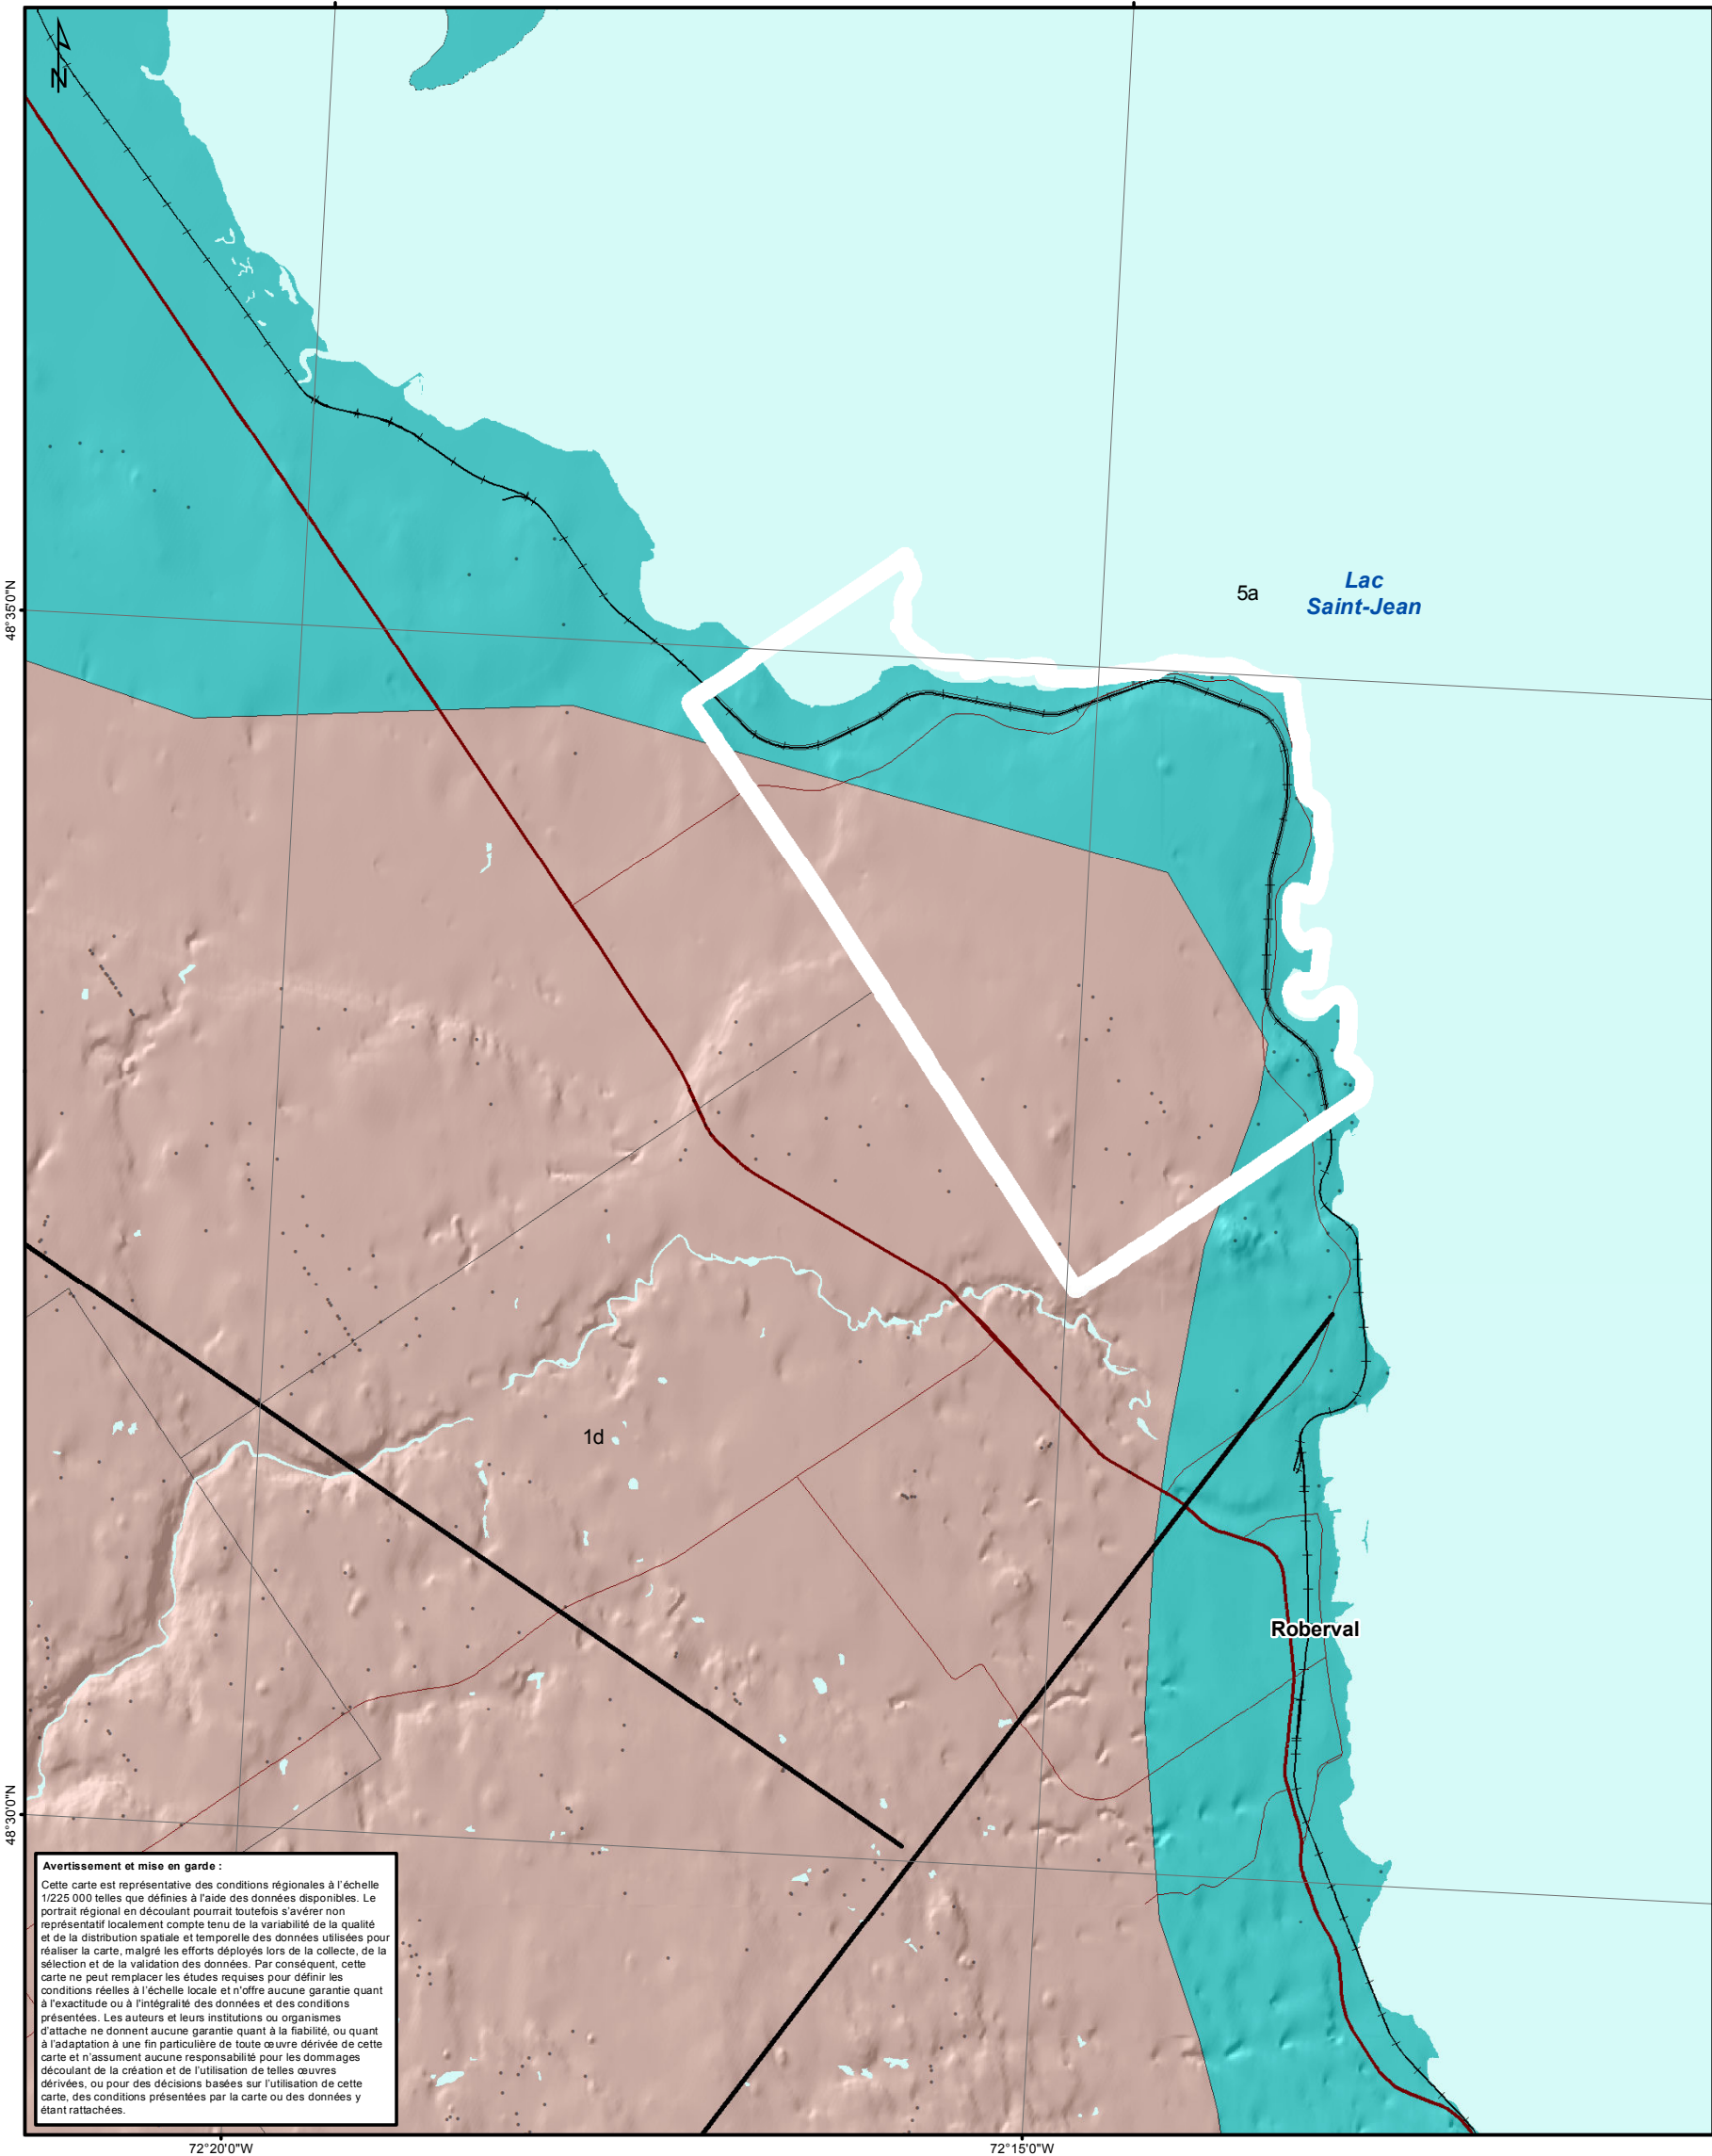 N
48°35'0"N
5a
Lac
Saint-Jean
1d
Roberval
48°30'0"N
Avertissement et mise en garde :
Cette carte est représentative des conditions régionales à l'échelle
1/225 000 telles que définies à l'aide des données disponibles. Le
portrait régional en découlant pourrait toutefois s'avérer non
représentatif localement compte tenu de la variabilité de la qualité
et de la distribution spatiale et temporelle des données utilisées pour
réaliser la carte, malgré les efforts déployés lors de la collecte, de la
sélection et de la validation des données. Par conséquent, cette
carte ne peut remplacer les études requises pour définir les
conditions réelles à l'échelle locale et n'offre aucune garantie quant
à l'exactitude ou à l'intégralité des données et des conditions
présentées. Les auteurs et leurs institutions ou organismes
d'attache ne donnent aucune garantie quant à la fiabilité, ou quant
à l'adaptation à une fin particulière de toute œuvre dérivée de cette
carte et n'assument aucune responsabilité pour les dommages
découlant de la création et de l'utilisation de telles œuvres
dérivées, ou pour des décisions basées sur l'utilisation de cette
carte, des conditions présentées par la carte ou des données y
étant rattachées.
72°20'0"W
72°15'0"W